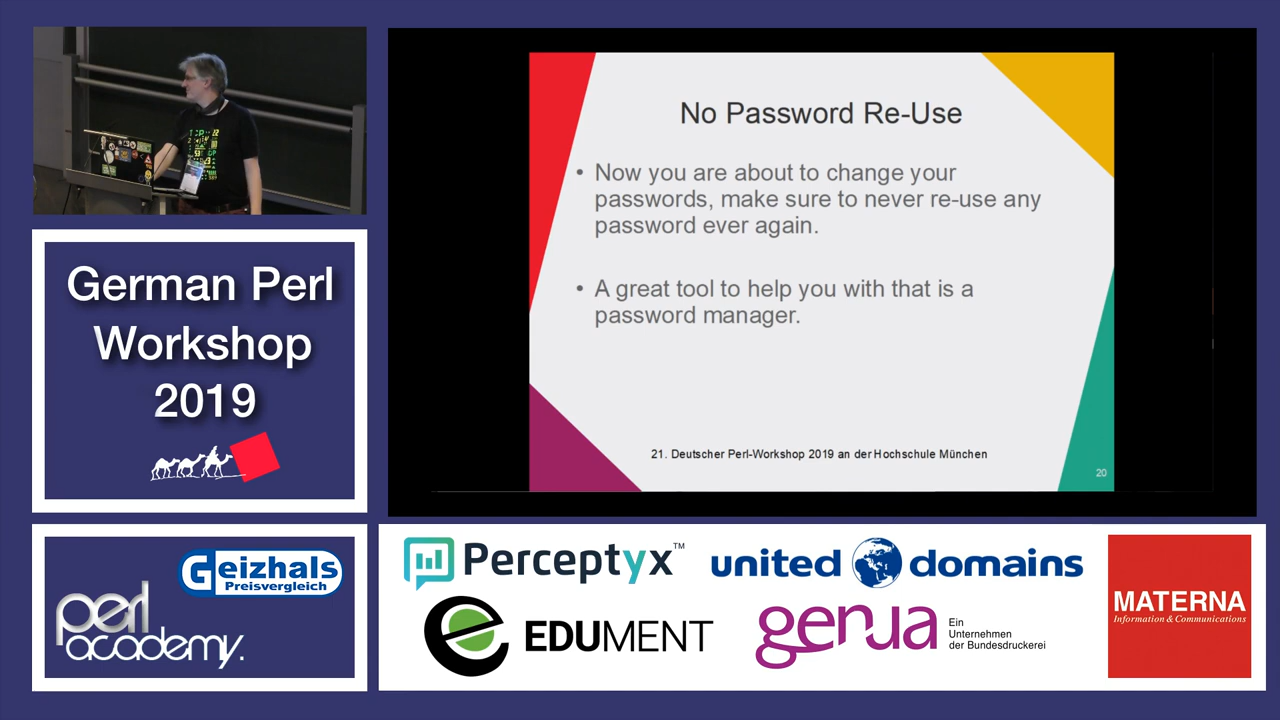 No Password Re-Use
• Now you are about to change your
passwords, make sure to never re-use any
password ever again.
• A great tool to help you with that is a
password manager.
21. Deutscher Perl-Workshop 2019 an der Hochschule München
20
German Perl
Workshop
2019
Geizhals
Preisvergleich
perl
academy.
Perceptyx™
united domains
EDUMENT
genua
Ein
Unternehmen
der Bundesdruckerei
MATERNA
Information & Communications